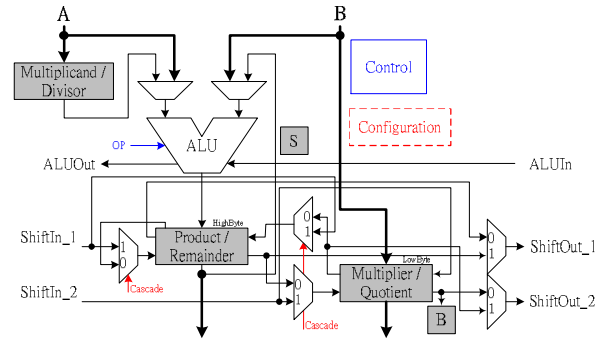 A
B
Multiplicand /
Divisor
Control
Configuration
OP
ALU
S
ALUOut
ALUIn
HighByte
ShiftIn_1
1
0
Product /
Remainder
0
1
LowByte
0
1
ShiftOut_1
Cascade
ShiftIn_2
0
1
Multiplier /
Quotient
0
1
ShiftOut_2
Cascade
B